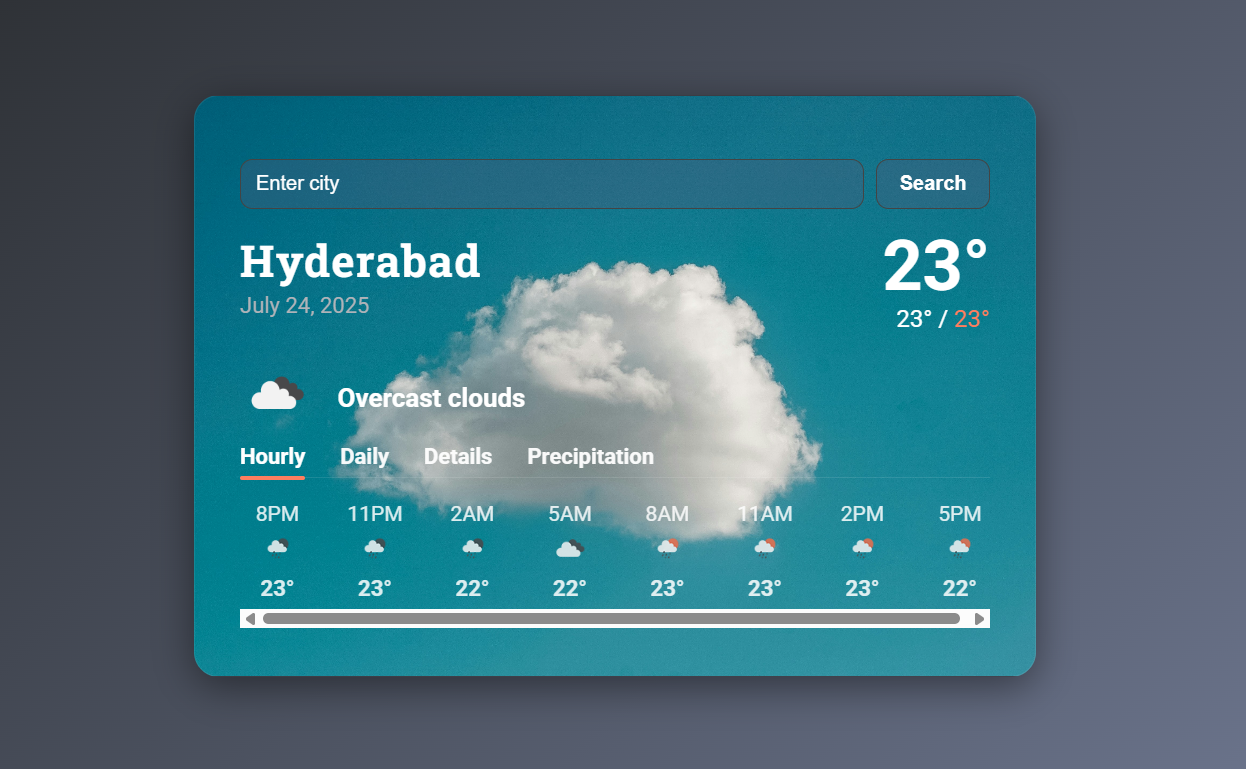 Enter city
Search
Hyderabad
23°
July 24, 2025
23° / 23°
Overcast clouds
Hourly Daily Details Precipitation
8PM 11PM 2AM 5AM 8AM 11AM 2PM 5PM
23° 23° 22° 22° 23° 23° 23° 22°